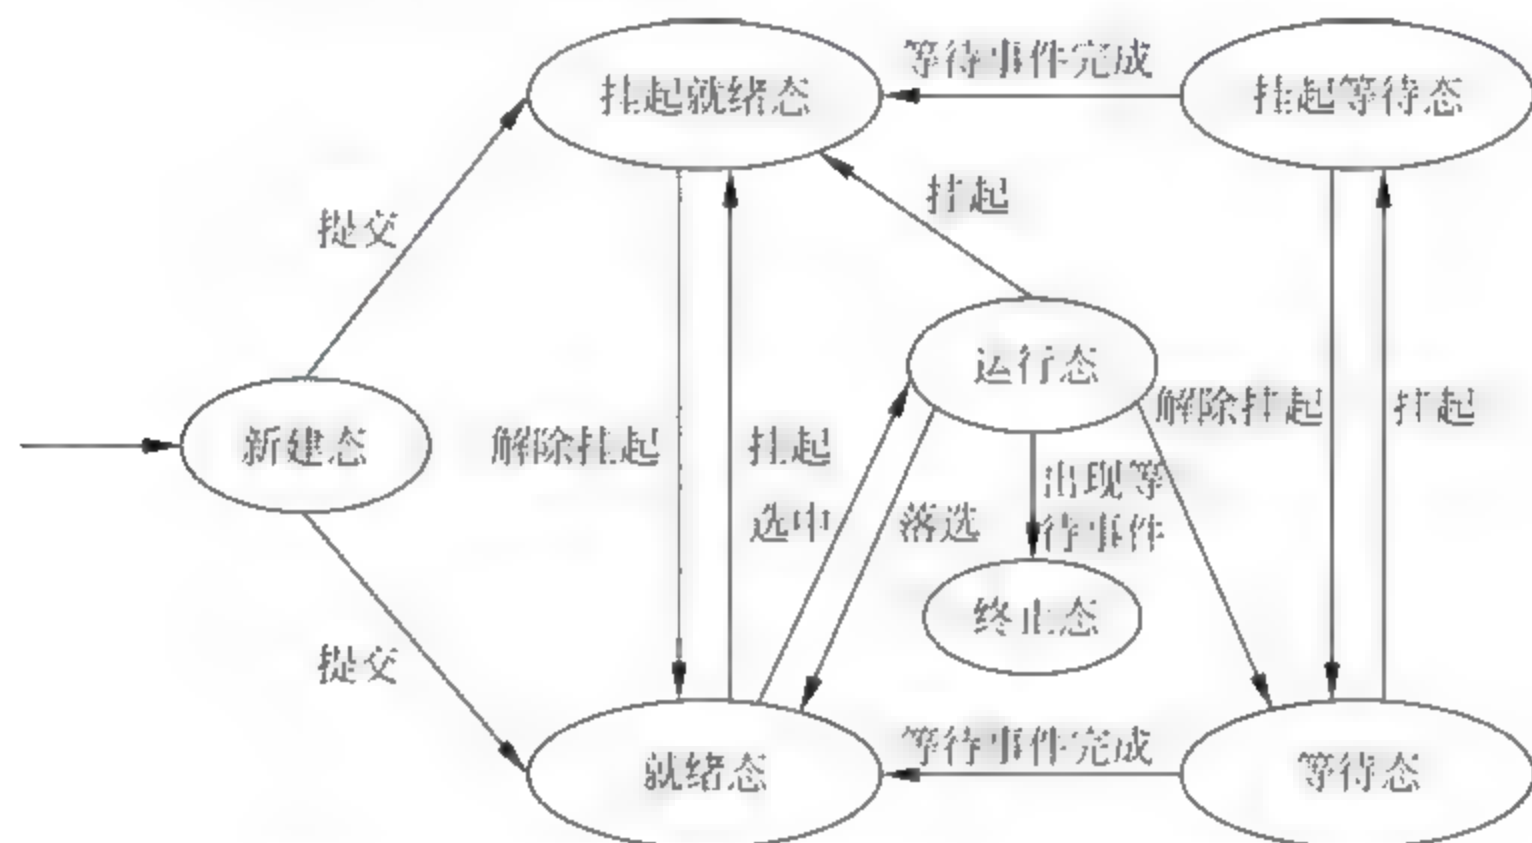 等待事件完成
挂起就绪态
挂起等待态
挂起
提交
运行态
解除挂起
挂起
新建态
解除挂起
挂起
出现等
待事件
选中
落选
终止态
提交
等待事件完成
就绪态
等待态